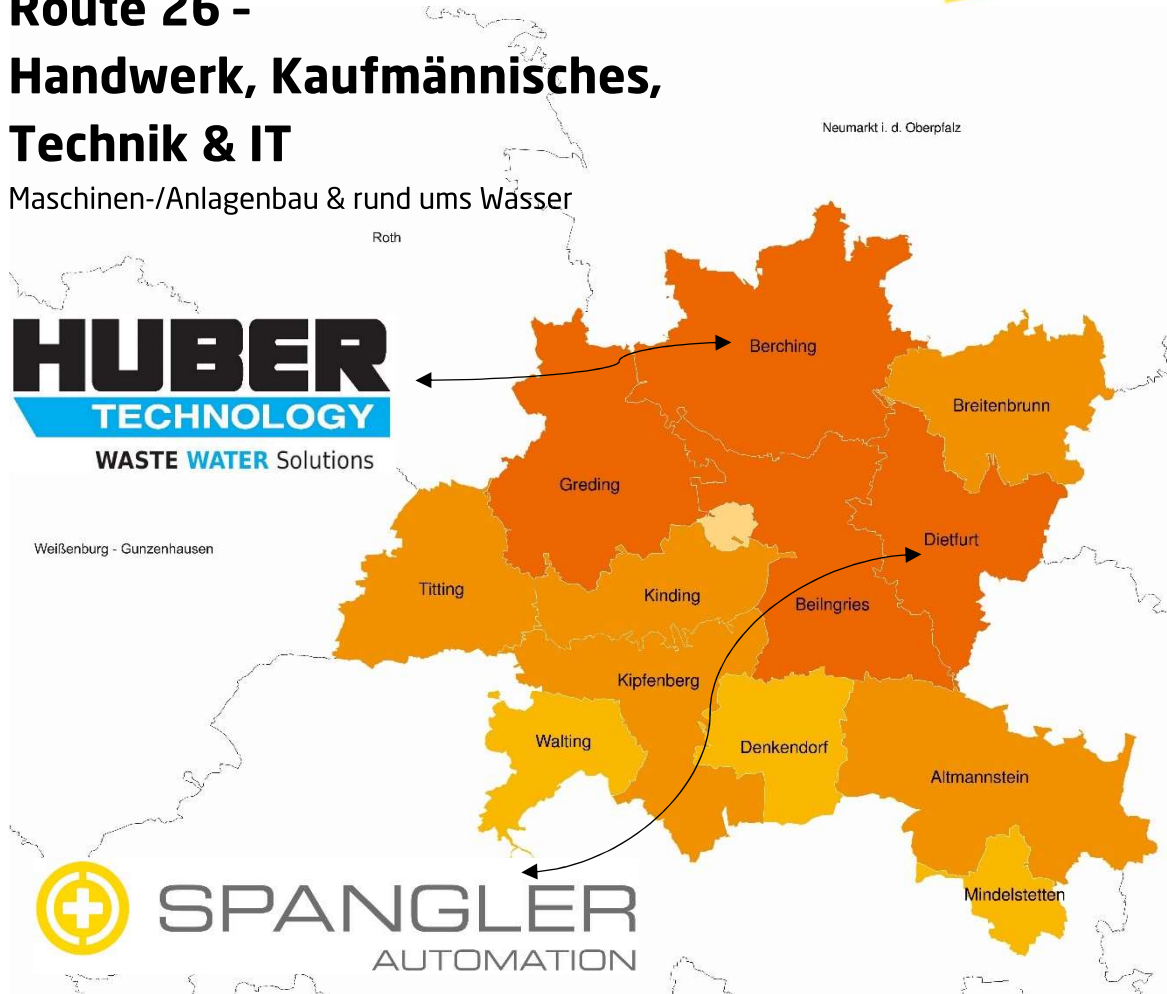 Route 26 –
Handwerk, Kaufmännisches,
Technik & IT
Maschinen-/Anlagenbau & rund ums Wasser
Neumarkt i. d. Oberpfalz
Roth
HUBER
TECHNOLOGY
WASTE WATER Solutions
Berching
Breitenbrunn
Greding
Dietfurt
Weißenburg - Gunzenhausen
Titting
Kinding
Beilngries
Kipfenberg
Walting
Denkendorf
Altmannstein
Mindelstetten
SPANGLER
AUTOMATION